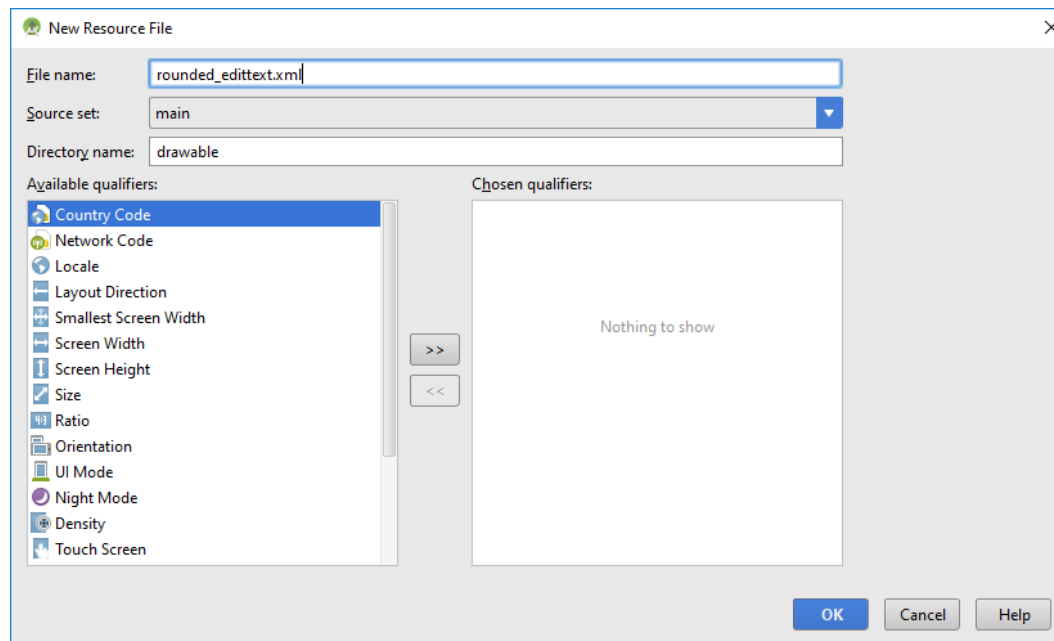 New Resource File
File name:
rounded_edittext.xml
Source set:
main
Directory name:
drawable
Available qualifiers:
Chosen qualifiers:
Country Code
Network Code
Locale
Layout Direction
Smallest Screen Width
Screen Width
Screen Height
Size
Ratio
Orientation
UI Mode
Night Mode
Density
Touch Screen
>>
<<
Nothing to show
OK
Cancel
Help